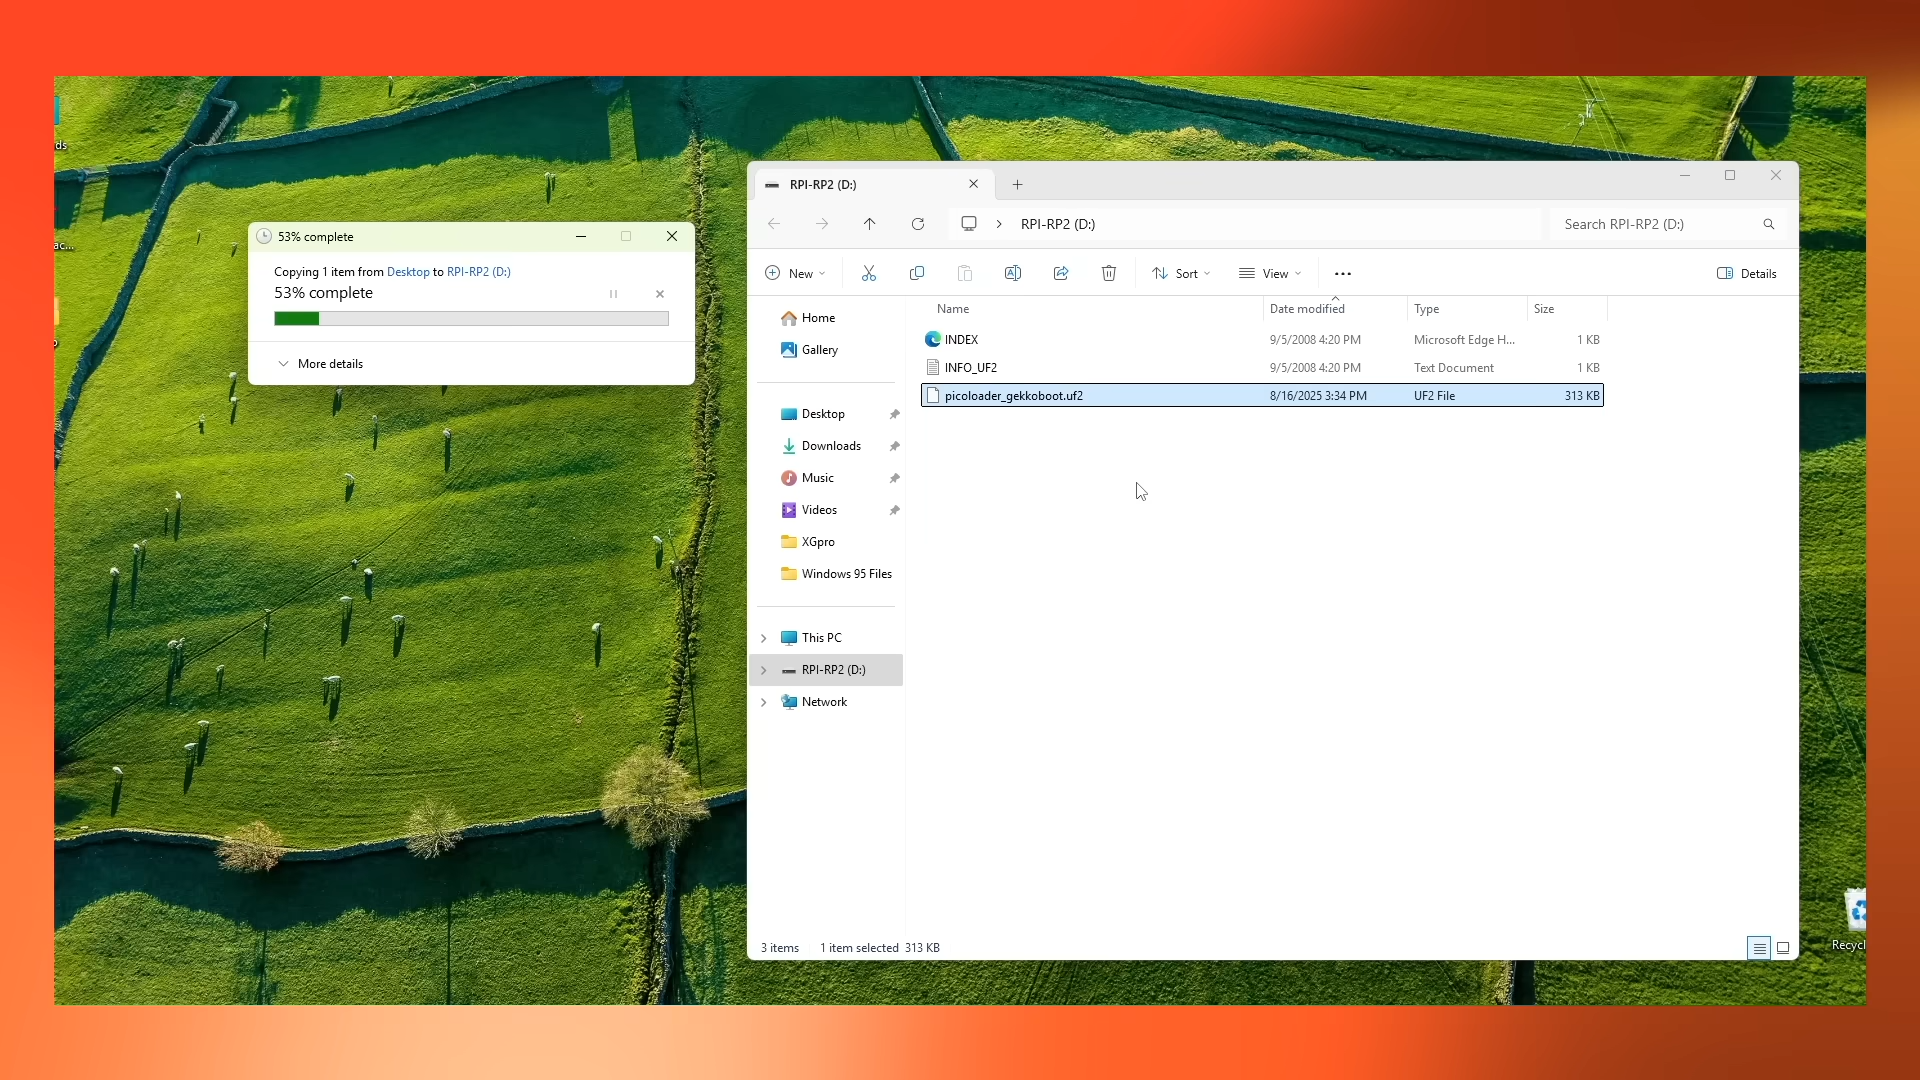 ds
ac...
53% complete
Copying 1 item from Desktop to RPI-RP2 (D:)
53% complete
More details
RPI-RP2 (D:)
RPI-RP2 (D:)
Search RPI-RP2 (D:)
New
Sort
View
Details
Home
Gallery
Desktop
Downloads
Music
Videos
XGpro
Windows 95 Files
This PC
RPI-RP2 (D:)
Network
Name Date modified Type Size
INDEX 9/5/2008 4:20 PM Microsoft Edge H... 1 KB
INFO_UF2 9/5/2008 4:20 PM Text Document 1 KB
picoloader_gekkoboot.uf2 8/16/2025 3:34 PM UF2 File 313 KB
3 items 1 item selected 313 KB
Recycl